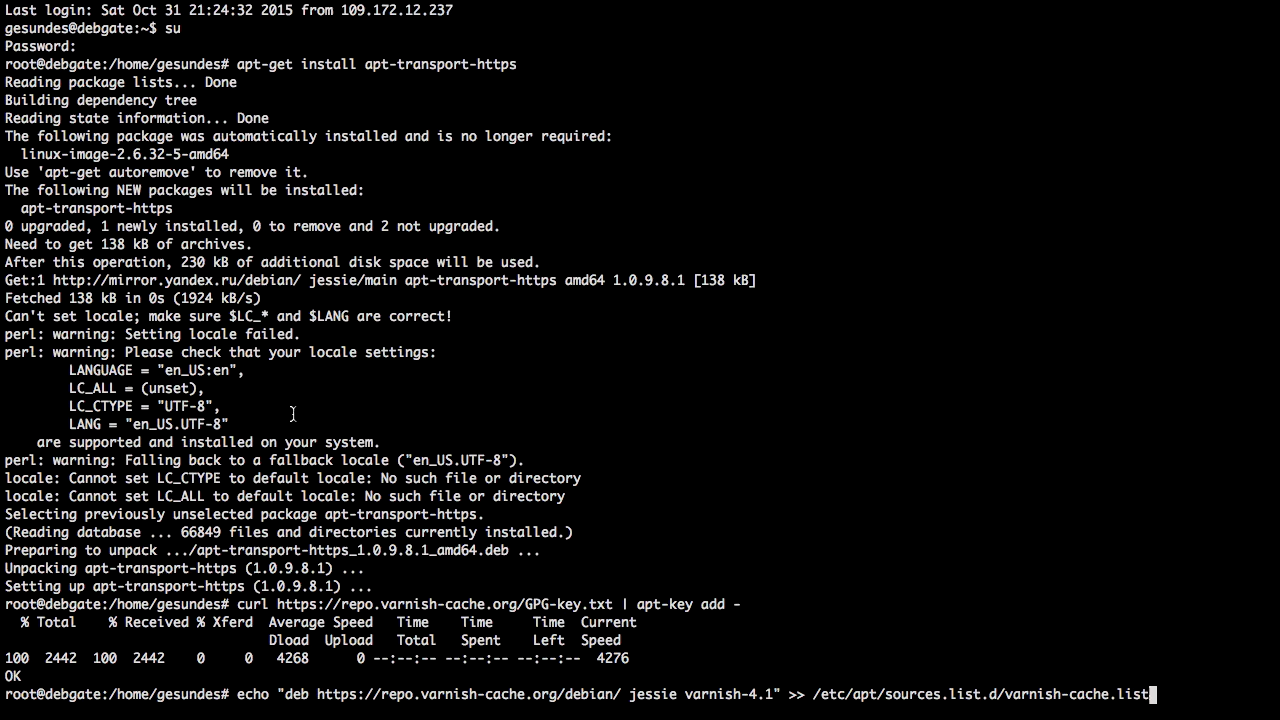 Last login: Sat Oct 31 21:24:32 2015 from 109.172.12.237
gesundes@debgate:~$ su
Password:
root@debgate:/home/gesundes# apt-get install apt-transport-https
Reading package lists... Done
Building dependency tree
Reading state information... Done
The following package was automatically installed and is no longer required:
  linux-image-2.6.32-5-amd64
Use 'apt-get autoremove' to remove it.
The following NEW packages will be installed:
  apt-transport-https
0 upgraded, 1 newly installed, 0 to remove and 2 not upgraded.
Need to get 138 kB of archives.
After this operation, 230 kB of additional disk space will be used.
Get:1 http://mirror.yandex.ru/debian/ jessie/main apt-transport-https amd64 1.0.9.8.1 [138 kB]
Fetched 138 kB in 0s (1924 kB/s)
Can't set locale; make sure $LC_* and $LANG are correct!
perl: warning: Setting locale failed.
perl: warning: Please check that your locale settings:
        LANGUAGE = "en_US:en",
        LC_ALL = (unset),
        LC_CTYPE = "UTF-8",
        LANG = "en_US.UTF-8"
    are supported and installed on your system.
perl: warning: Falling back to a fallback locale ("en_US.UTF-8").
locale: Cannot set LC_CTYPE to default locale: No such file or directory
locale: Cannot set LC_ALL to default locale: No such file or directory
Selecting previously unselected package apt-transport-https.
(Reading database ... 66849 files and directories currently installed.)
Preparing to unpack .../apt-transport-https_1.0.9.8.1_amd64.deb ...
Unpacking apt-transport-https (1.0.9.8.1) ...
Setting up apt-transport-https (1.0.9.8.1) ...
root@debgate:/home/gesundes# curl https://repo.varnish-cache.org/GPG-key.txt | apt-key add -
  % Total    % Received % Xferd  Average Speed   Time    Time     Time  Current
                                 Dload  Upload   Total   Spent    Left  Speed
100  2442  100  2442    0     0   4268      0 --:--:-- --:--:-- --:--:--  4276
OK
root@debgate:/home/gesundes# echo "deb https://repo.varnish-cache.org/debian/ jessie varnish-4.1" >> /etc/apt/sources.list.d/varnish-cache.list